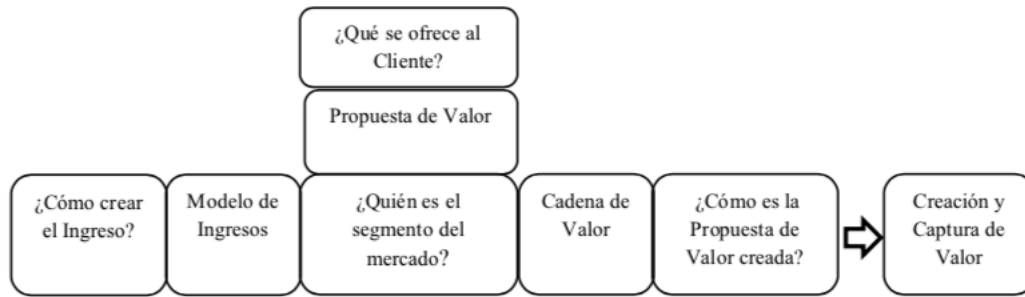 ¿Qué se ofrece al
Cliente?
Propuesta de Valor
¿Cómo crear
el Ingreso?
Modelo de
Ingresos
¿Quién es el
segmento del
mercado?
Cadena de
Valor
¿Cómo es la
Propuesta de
Valor creada?
Creación y
Captura de
Valor